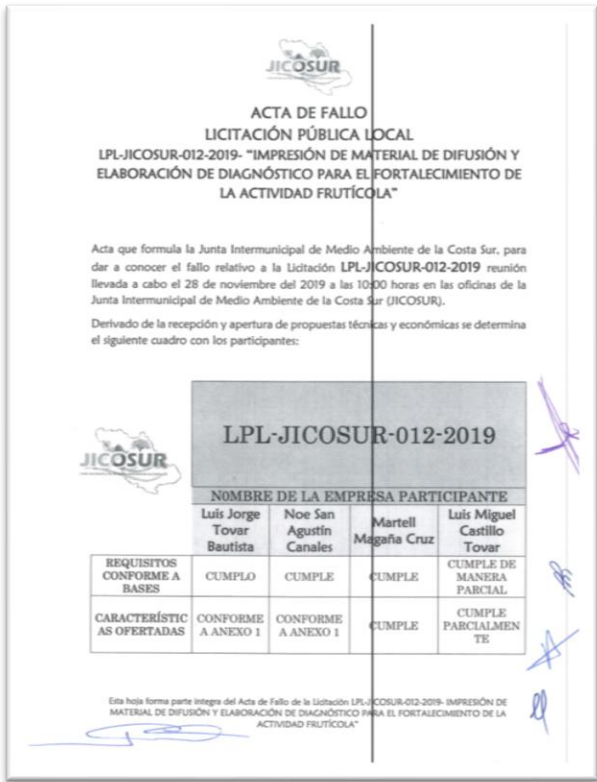 JICOSUR
ACTA DE FALLO
LICITACIÓN PÚBLICA LOCAL
LPL-JICOSUR-012-2019- "IMPRESIÓN DE MATERIAL DE DIFUSIÓN Y
ELABORACIÓN DE DIAGNÓSTICO PARA EL FORTALECIMIENTO DE
LA ACTIVIDAD FRUTÍCOLA"
Acta que formula la Junta Intermunicipal de Medio Ambiente de la Costa Sur, para
dar a conocer el fallo relativo a la Licitación LPL-JICOSUR-012-2019 reunión
llevada a cabo el 28 de noviembre del 2019 a las 10:00 horas en las oficinas de la
Junta Intermunicipal de Medio Ambiente de la Costa Sur (JICOSUR).
Derivado de la recepción y apertura de propuestas técnicas y económicas se determina
el siguiente cuadro con los participantes:
JICOSUR
LPL-JICOSUR-012-2019
NOMBRE DE LA EMPRESA PARTICIPANTE
Luis Jorge Tovar Bautista
Noe San Agustín Canales
Martell Magaña Cruz
Luis Miguel Castillo Tovar
REQUISITOS CONFORME A BASES
CUMPLO
CUMPLE
CUMPLE
CUMPLE DE MANERA PARCIAL
CARACTERÍSTIC
AS OFERTADAS
CONFORME A ANEXO 1
CONFORME A ANEXO 1
CUMPLE
CUMPLE
PARCIALMEN
TE
Esta hoja forma parte integra del Acta de Fallo de la Licitación LPL-JICOSUR-012-2019- IMPRESIÓN DE
MATERIAL DE DIFUSIÓN Y ELABORACIÓN DE DIAGNÓSTICO PARA EL FORTALECIMIENTO DE LA
ACTIVIDAD FRUTÍCOLA"